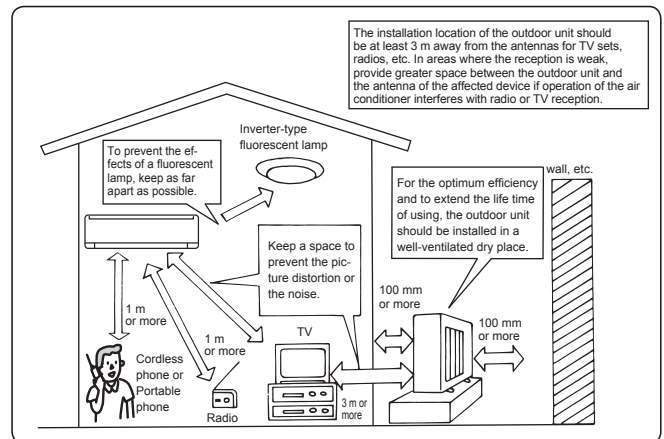 The installation location of the outdoor unit should
be at least 3 m away from the antennas for TV sets,
radios, etc. In areas where the reception is weak,
provide greater space between the outdoor unit and
the antenna of the affected device if operation of the air
conditioner interferes with radio or TV reception.
Inverter-type
fluorescent lamp
To prevent the ef-
fects of a fluorescent
lamp, keep as far
apart as possible.
wall, etc.
For the optimum efficiency
and to extend the life time
of using, the outdoor unit
should be installed in a
well-ventilated dry place.
Keep a space to
prevent the pic-
ture distortion or
the noise.
100 mm
or more
100 mm
or more
1 m
or more
1 m
or more
TV
Cordless
phone or
Portable
phone
Radio
3 m or
more